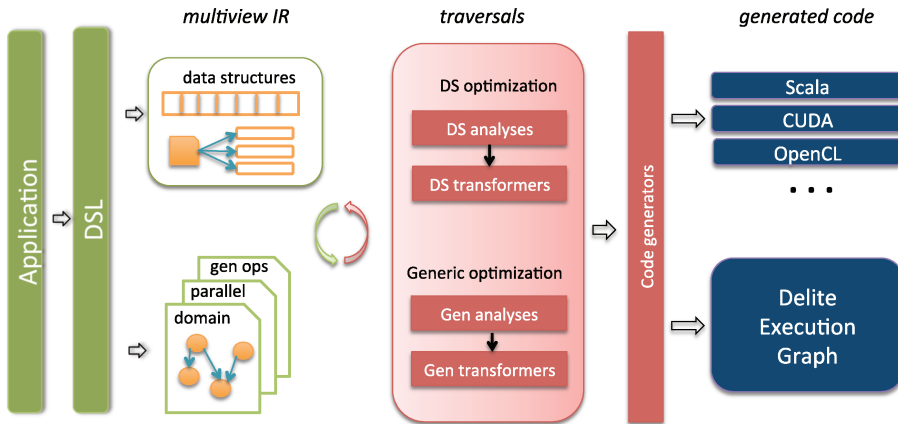 multiview IR
traversals
generated code
Application
DSL
data structures
gen ops
parallel
domain
DS optimization
DS analyses
DS transformers
Generic optimization
Gen analyses
Gen transformers
Code generators
Scala
CUDA
OpenCL
...
Delite
Execution
Graph